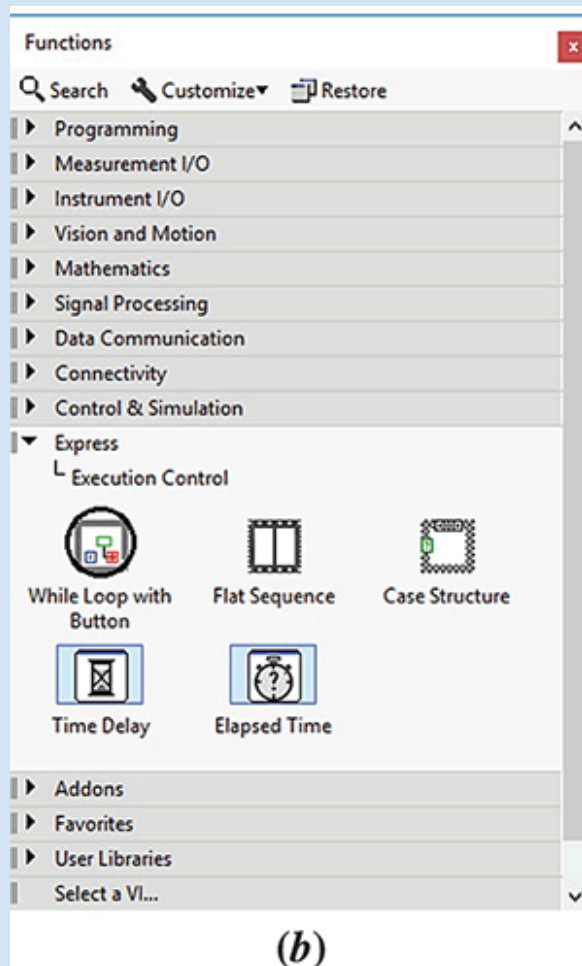 Functions
Search Customize Restore
Programming
Measurement I/O
Instrument I/O
Vision and Motion
Mathematics
Signal Processing
Data Communication
Connectivity
Control & Simulation
Express
Execution Control
While Loop with Flat Sequence Case Structure
Button
Time Delay Elapsed Time
Addons
Favorites
User Libraries
Select a VI...
(b)